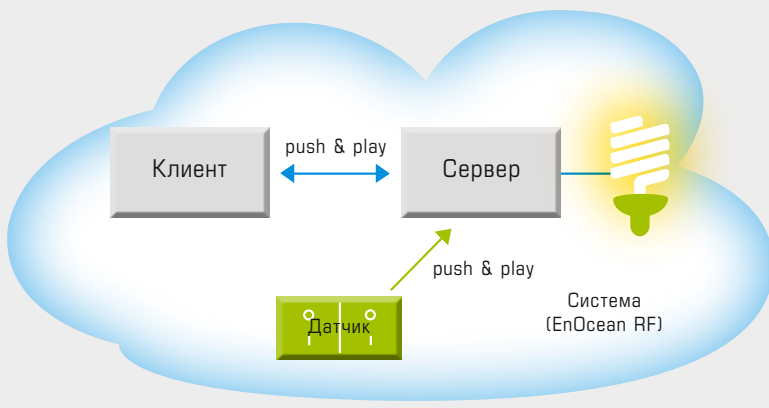 push & play
Клиент
Сервер
push & play
Датчик
Система
(EnOcean RF)